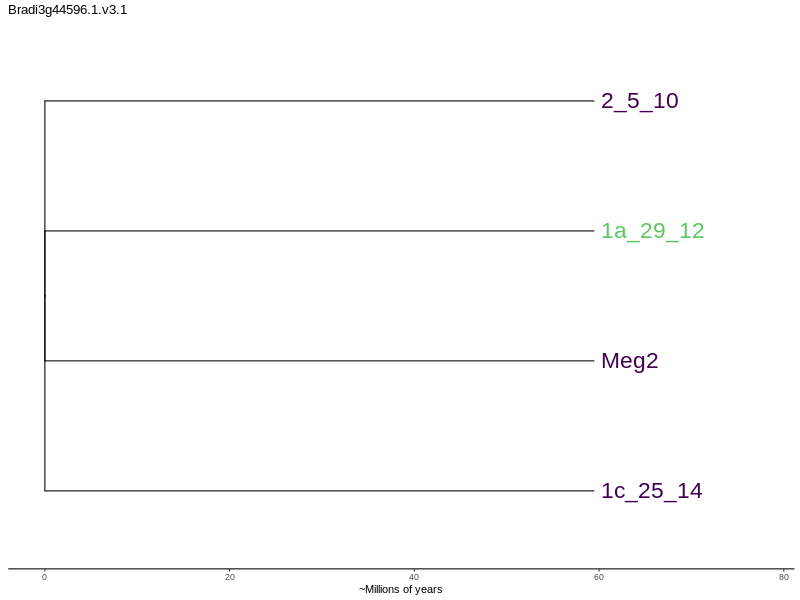 Bradi3g44596.1.v3.1
2_5_10
1a_29_12
Meg2
1c_25_14
0 20 40 60 80
~Millions of years